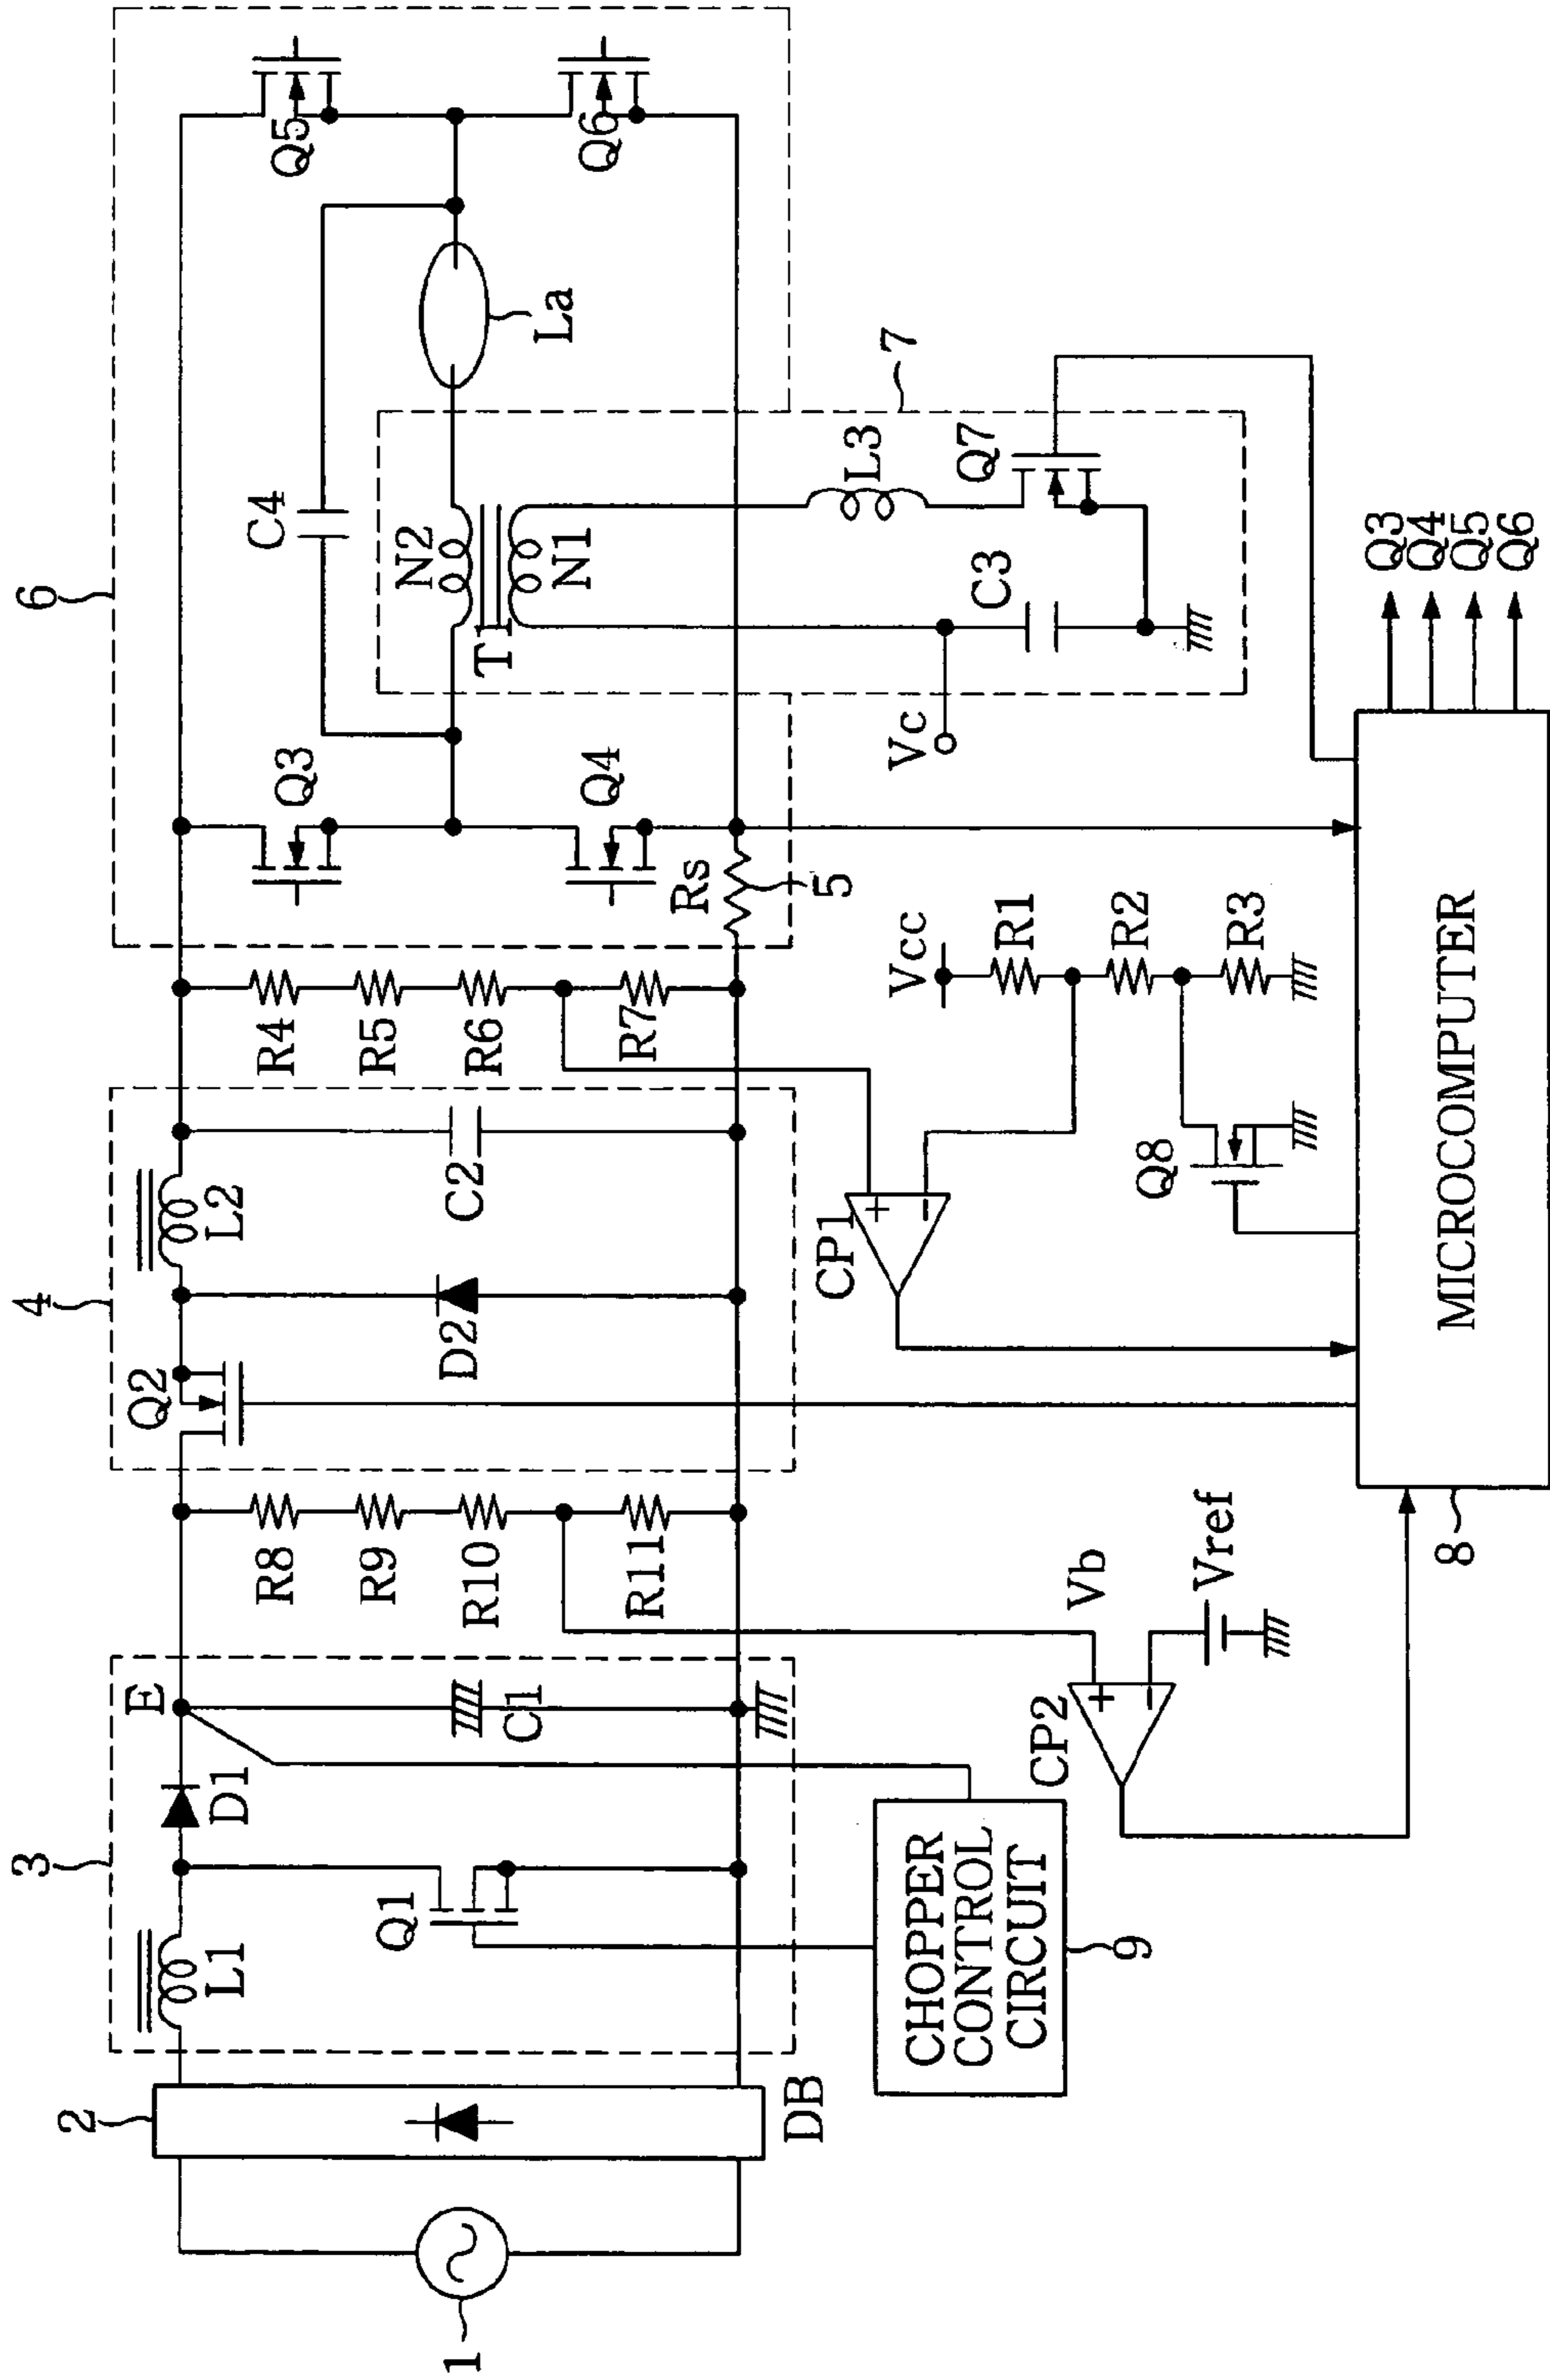 6
4
3
2
1
E
L1
D1
Q1
C1
DB
R8
R9
R10
R11
Q2
L2
D2
C2
R4
R5
R6
R7
Rs
5
Q3
Q4
C4
N2
T1
N1
La
Q5
Q6
7
L3
Q7
C3
Vc
Vcc
R1
R2
R3
Q8
CP1
+
−
CHOPPER
CONTROL
CIRCUIT
9
CP2
+
−
Vb
Vref
8
MICROCOMPUTER
Q3
Q4
Q5
Q6